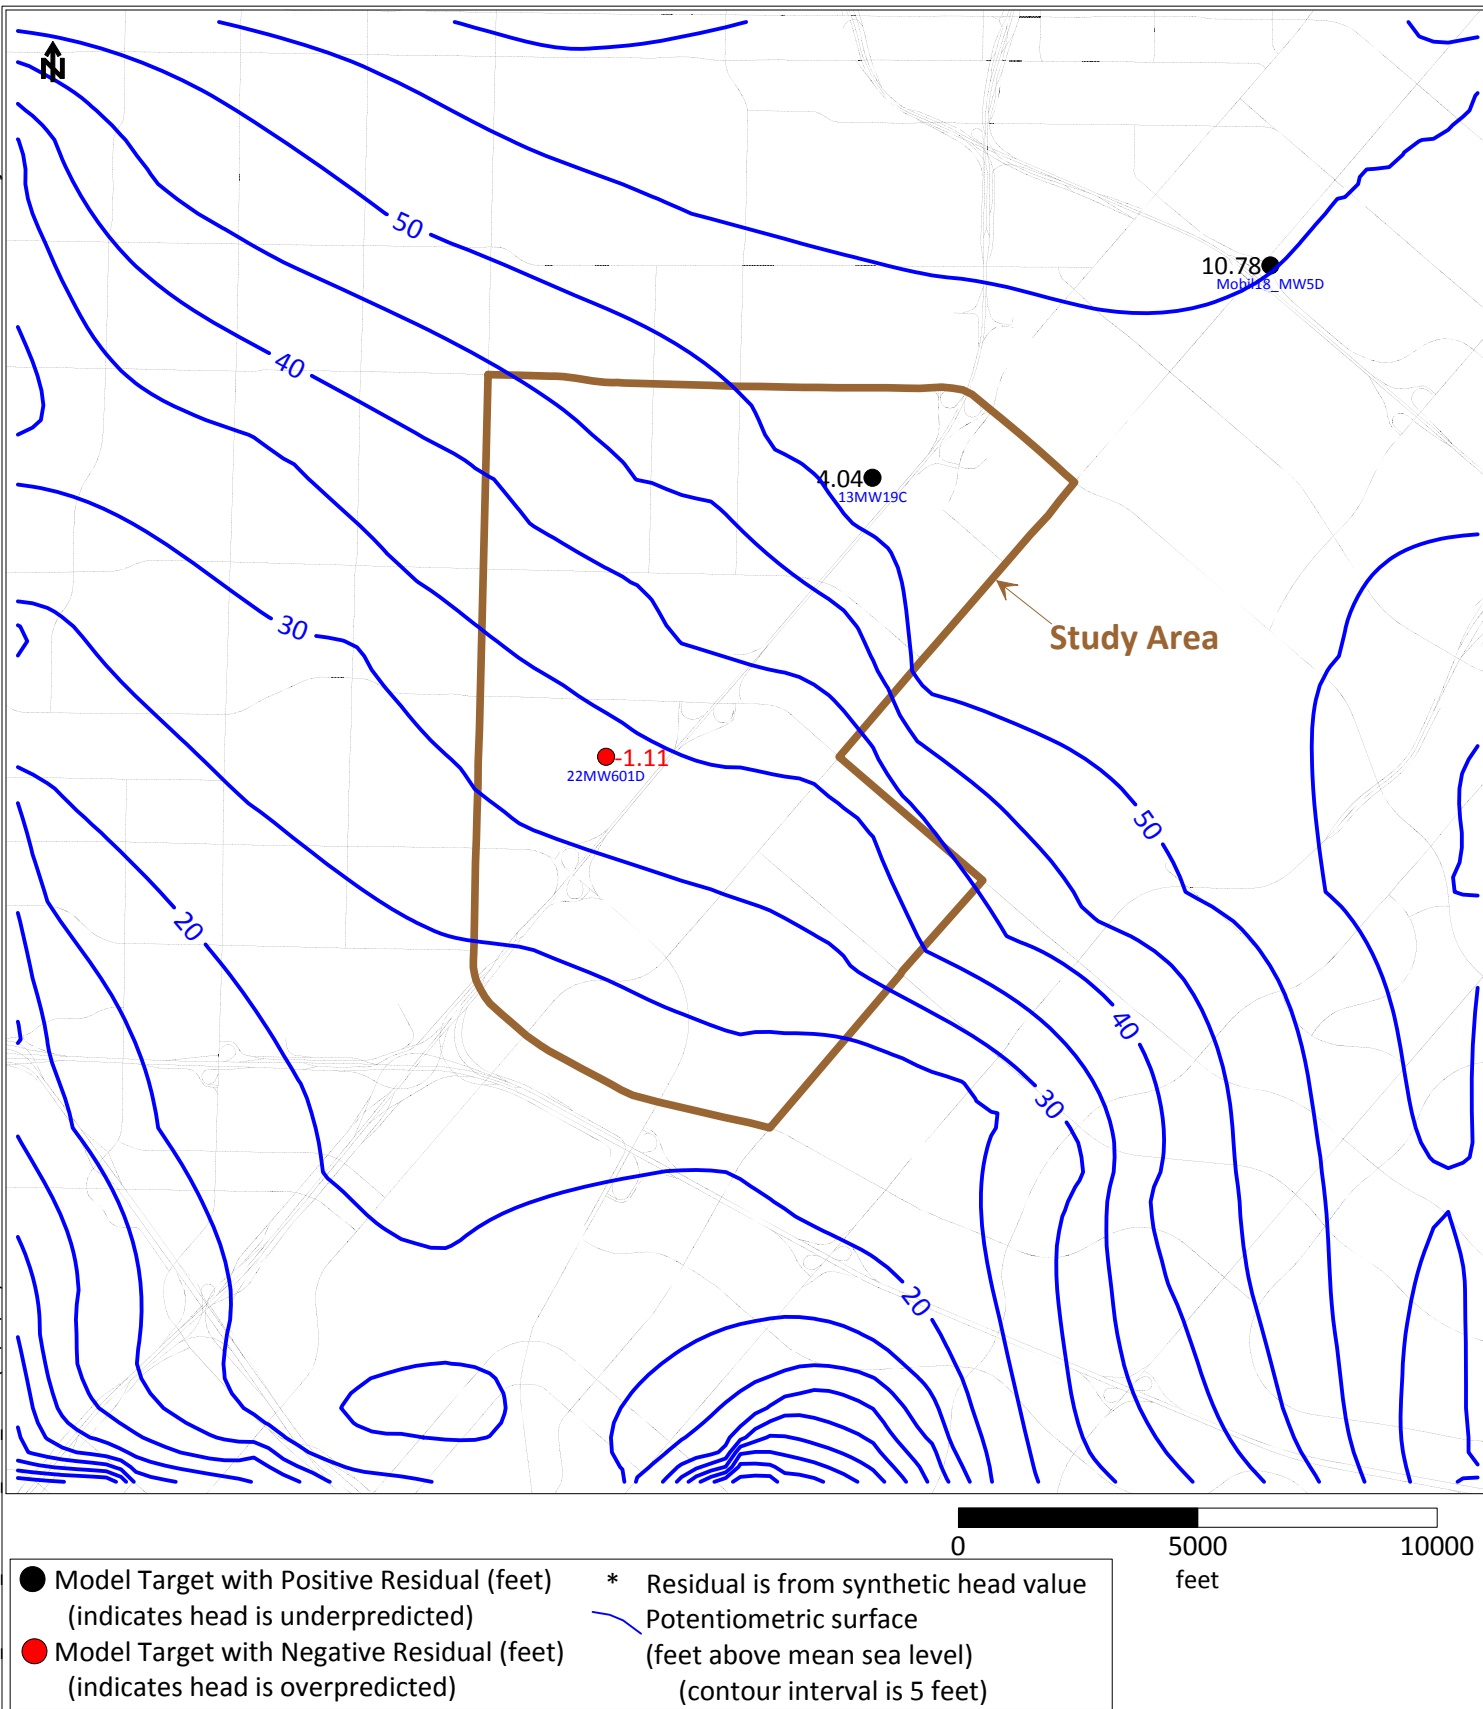 N
50
10.78
Mobil18_MW5D
40
4.04
13MW19C
30
Study Area
-1.11
22MW601D
50
20
40
30
20
0 5000 10000
feet
Model Target with Positive Residual (feet)
(indicates head is underpredicted)
Model Target with Negative Residual (feet)
(indicates head is overpredicted)
* Residual is from synthetic head value
Potentiometric surface
(feet above mean sea level)
(contour interval is 5 feet)